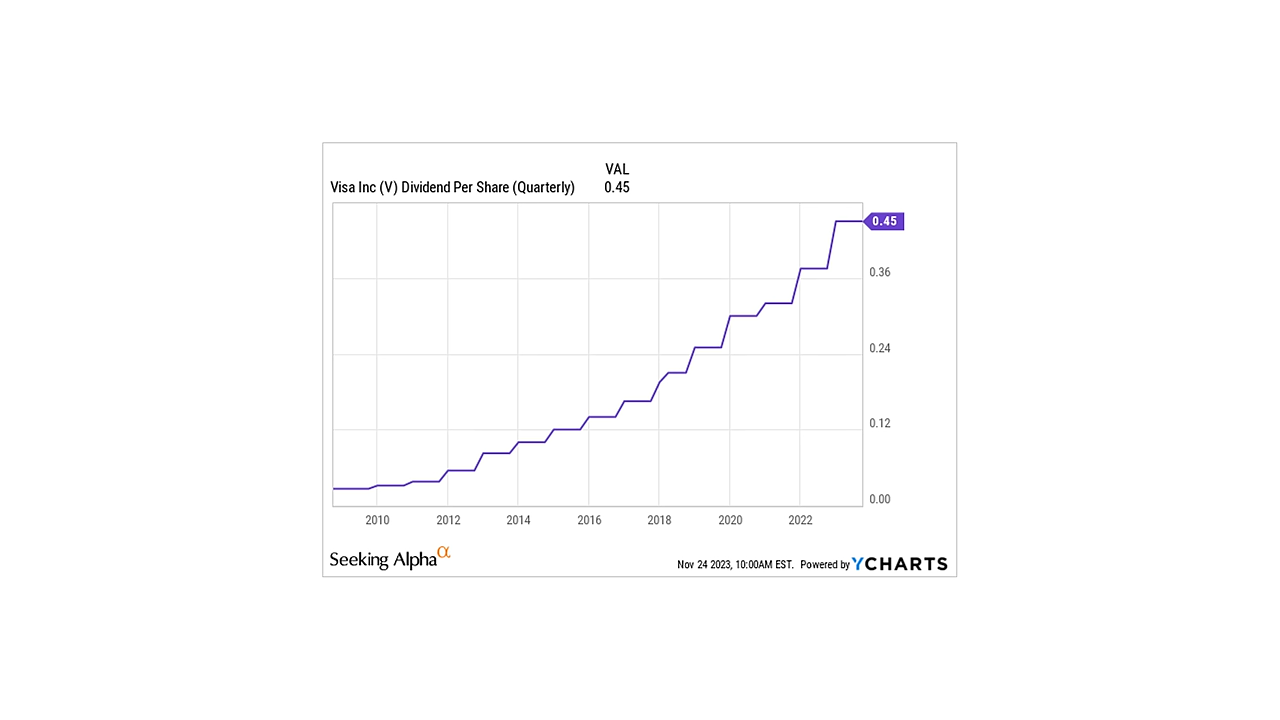 VAL
Visa Inc (V) Dividend Per Share (Quarterly) 0.45
0.45
0.36
0.24
0.12
0.00
2010 2012 2014 2016 2018 2020 2022
Seeking Alphaα
Nov 24 2023, 10:00AM EST. Powered by YCHARTS